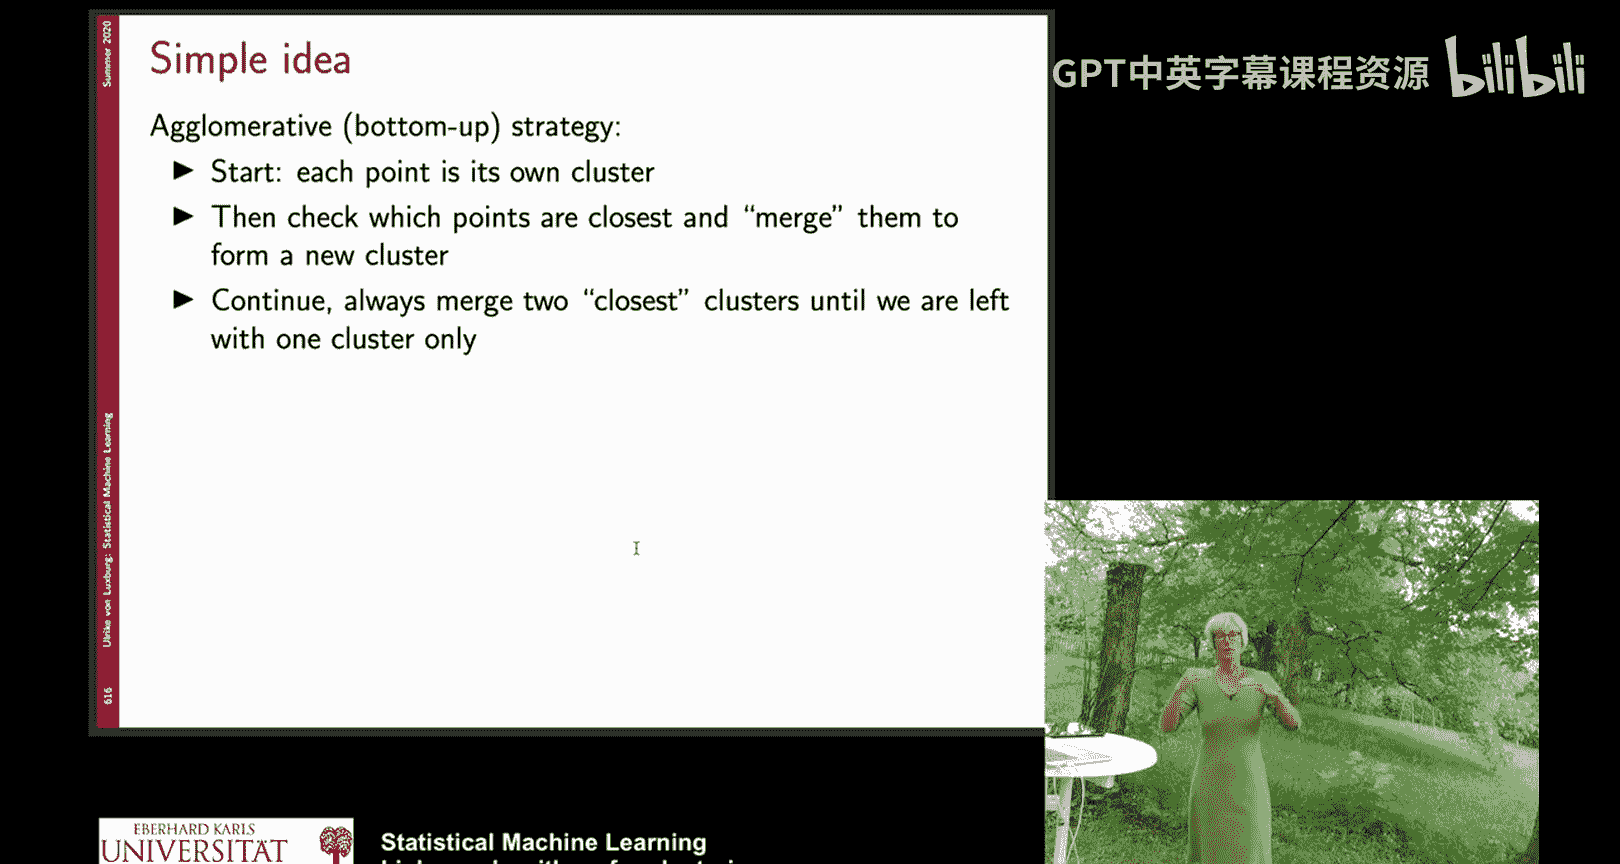 Simple idea
Agglomerative (bottom-up) strategy:
▶ Start: each point is its own cluster
▶ Then check which points are closest and “merge” them to
form a new cluster
▶ Continue, always merge two “closest” clusters until we are left
with one cluster only
Summer 2020
Ulrike von Luxburg: Statistical Machine Learning
616
GPT中英字幕课程资源
bilibili
EBERHARD KARLS
UNIVERSITÄT
Statistical Machine Learning